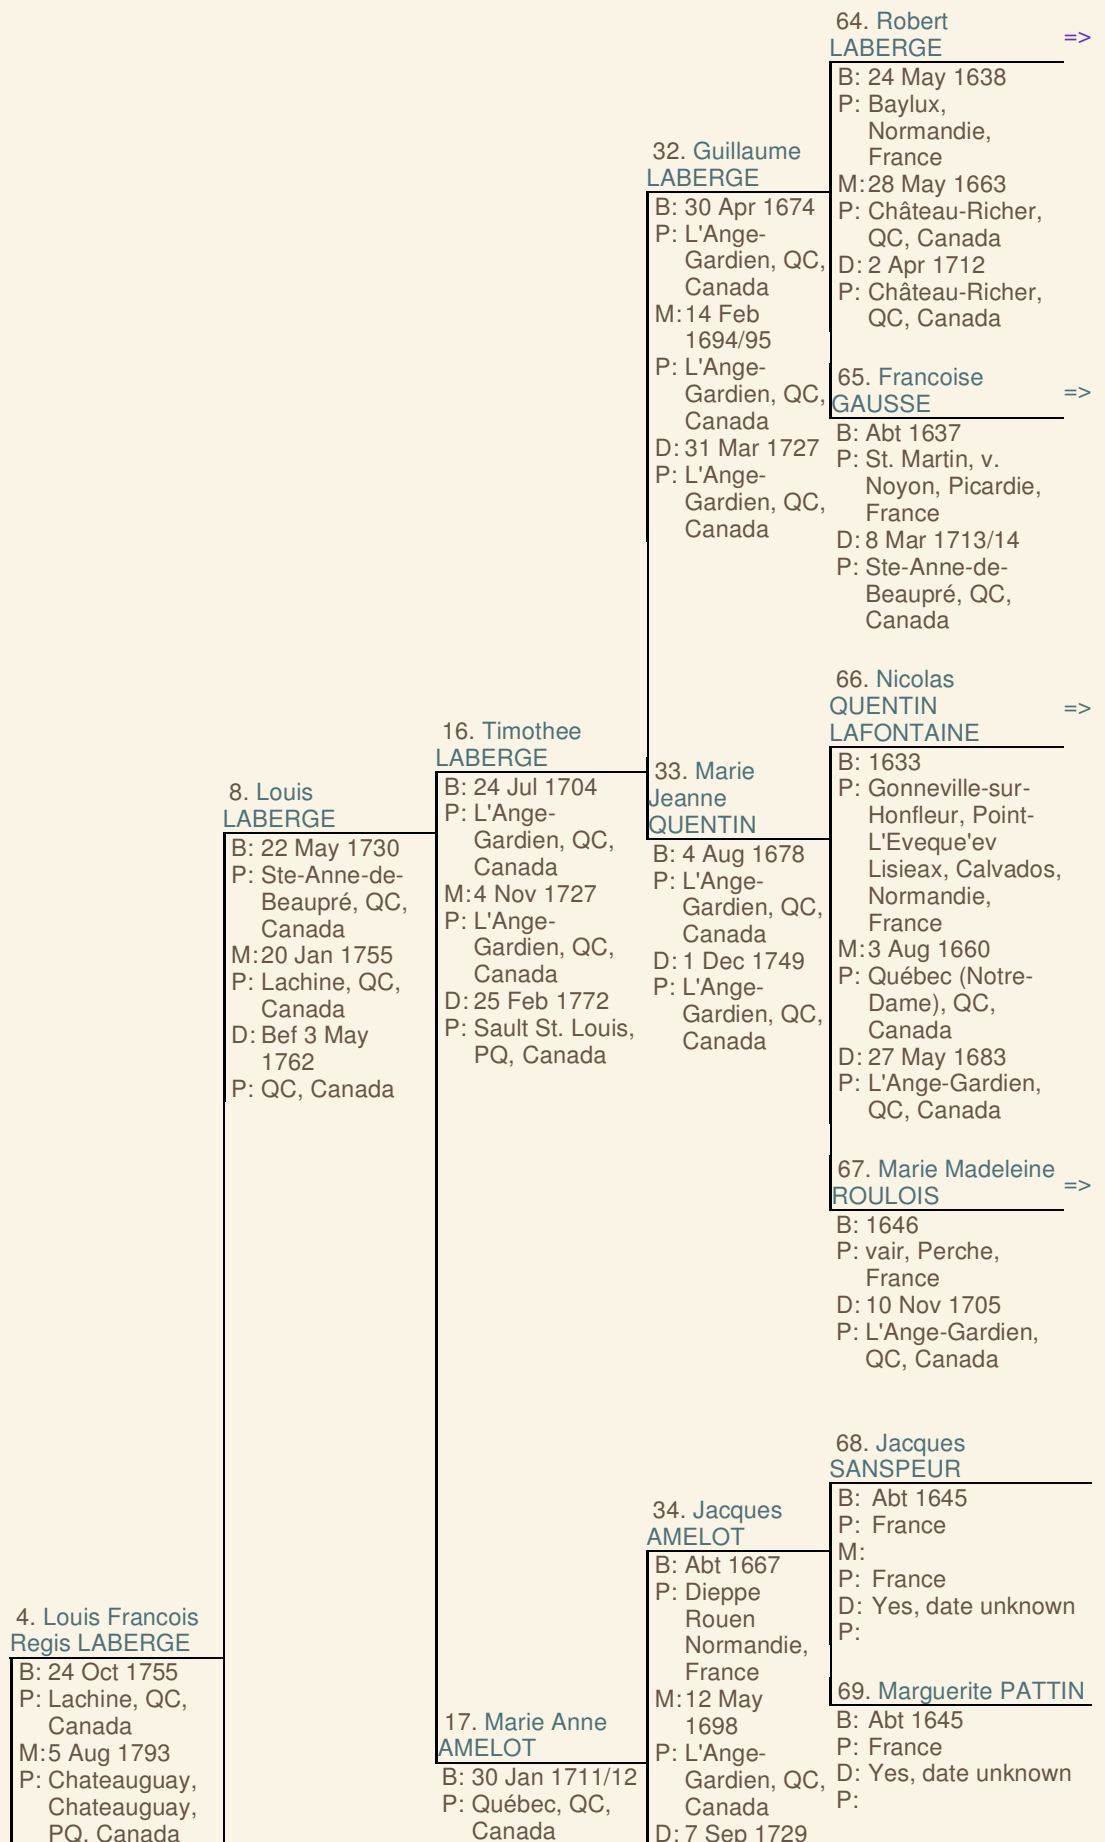 64. Robert
LABERGE
=>
B: 24 May 1638
P: Baylux,
Normandie,
France
M: 28 May 1663
P: Château-Richer,
QC, Canada
D: 2 Apr 1712
P: Château-Richer,
QC, Canada
32. Guillaume
LABERGE
B: 30 Apr 1674
P: L'Ange-
Gardien, QC,
Canada
M: 14 Feb
1694/95
P: L'Ange-
Gardien, QC,
Canada
D: 31 Mar 1727
P: L'Ange-
Gardien, QC,
Canada
65. Francoise
GAUSSE
=>
B: Abt 1637
P: St. Martin, v.
Noyon, Picardie,
France
D: 8 Mar 1713/14
P: Ste-Anne-de-
Beaupré, QC,
Canada
66. Nicolas
QUENTIN
LAFONTAINE
=>
B: 1633
P: Gonneville-sur-
Honfleur, Point-
L'Eveque'ev
Lisieax, Calvados,
Normandie,
France
M: 3 Aug 1660
P: Québec (Notre-
Dame), QC,
Canada
D: 27 May 1683
P: L'Ange-Gardien,
QC, Canada
16. Timothee
LABERGE
B: 24 Jul 1704
P: L'Ange-
Gardien, QC,
Canada
M: 4 Nov 1727
P: L'Ange-
Gardien, QC,
Canada
D: 25 Feb 1772
P: Sault St. Louis,
PQ, Canada
33. Marie
Jeanne
QUENTIN
B: 4 Aug 1678
P: L'Ange-
Gardien, QC,
Canada
D: 1 Dec 1749
P: L'Ange-
Gardien, QC,
Canada
8. Louis
LABERGE
B: 22 May 1730
P: Ste-Anne-de-
Beaupré, QC,
Canada
M: 20 Jan 1755
P: Lachine, QC,
Canada
D: Bef 3 May
1762
P: QC, Canada
67. Marie Madeleine
ROULOIS
=>
B: 1646
P: vair, Perche,
France
D: 10 Nov 1705
P: L'Ange-Gardien,
QC, Canada
68. Jacques
SANSPEUR
B: Abt 1645
P: France
M:
P: France
D: Yes, date unknown
P:
34. Jacques
AMELOT
B: Abt 1667
P: Dieppe
Rouen
Normandie,
France
M: 12 May
1698
P: L'Ange-
Gardien, QC,
Canada
D: 7 Sep 1729
69. Marguerite PATTIN
B: Abt 1645
P: France
D: Yes, date unknown
P:
4. Louis Francois
Regis LABERGE
B: 24 Oct 1755
P: Lachine, QC,
Canada
M: 5 Aug 1793
P: Chateauguay,
Chateauguay,
PQ, Canada
17. Marie Anne
AMELOT
B: 30 Jan 1711/12
P: Québec, QC,
Canada